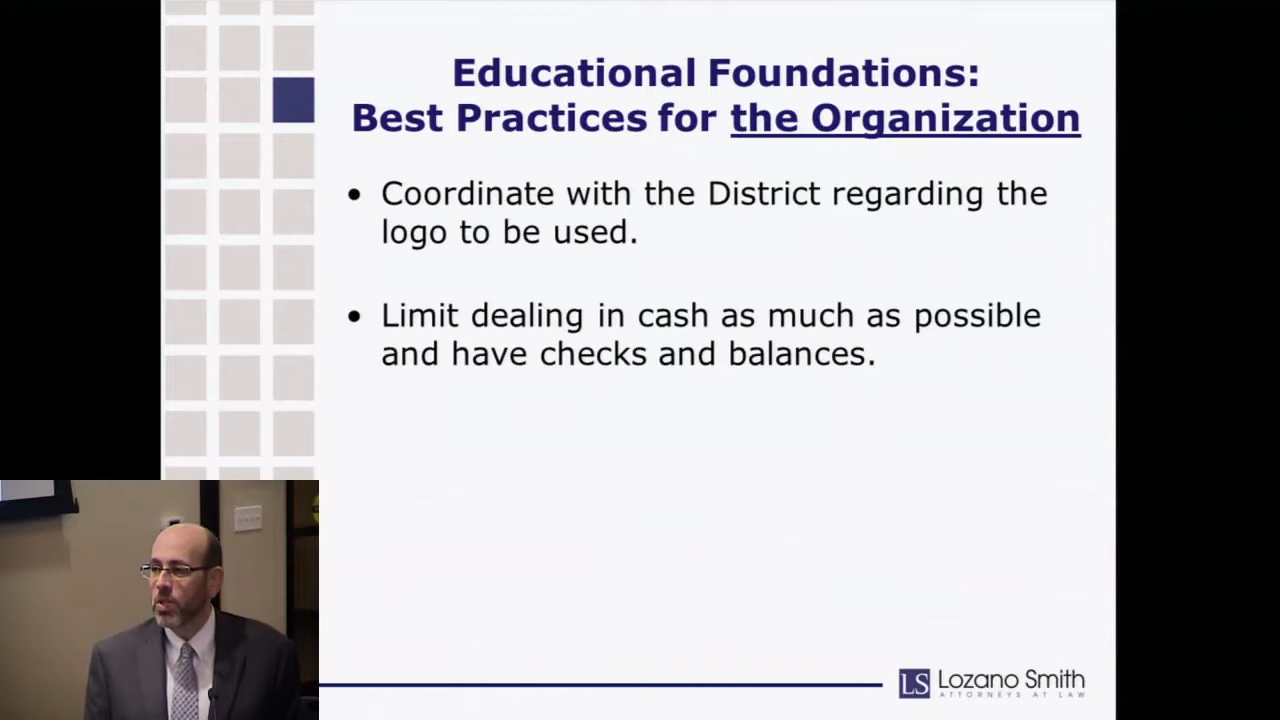 Educational Foundations:
Best Practices for the Organization
• Coordinate with the District regarding the
logo to be used.
• Limit dealing in cash as much as possible
and have checks and balances.
LS Lozano Smith
ATTORNEYS AT LAW